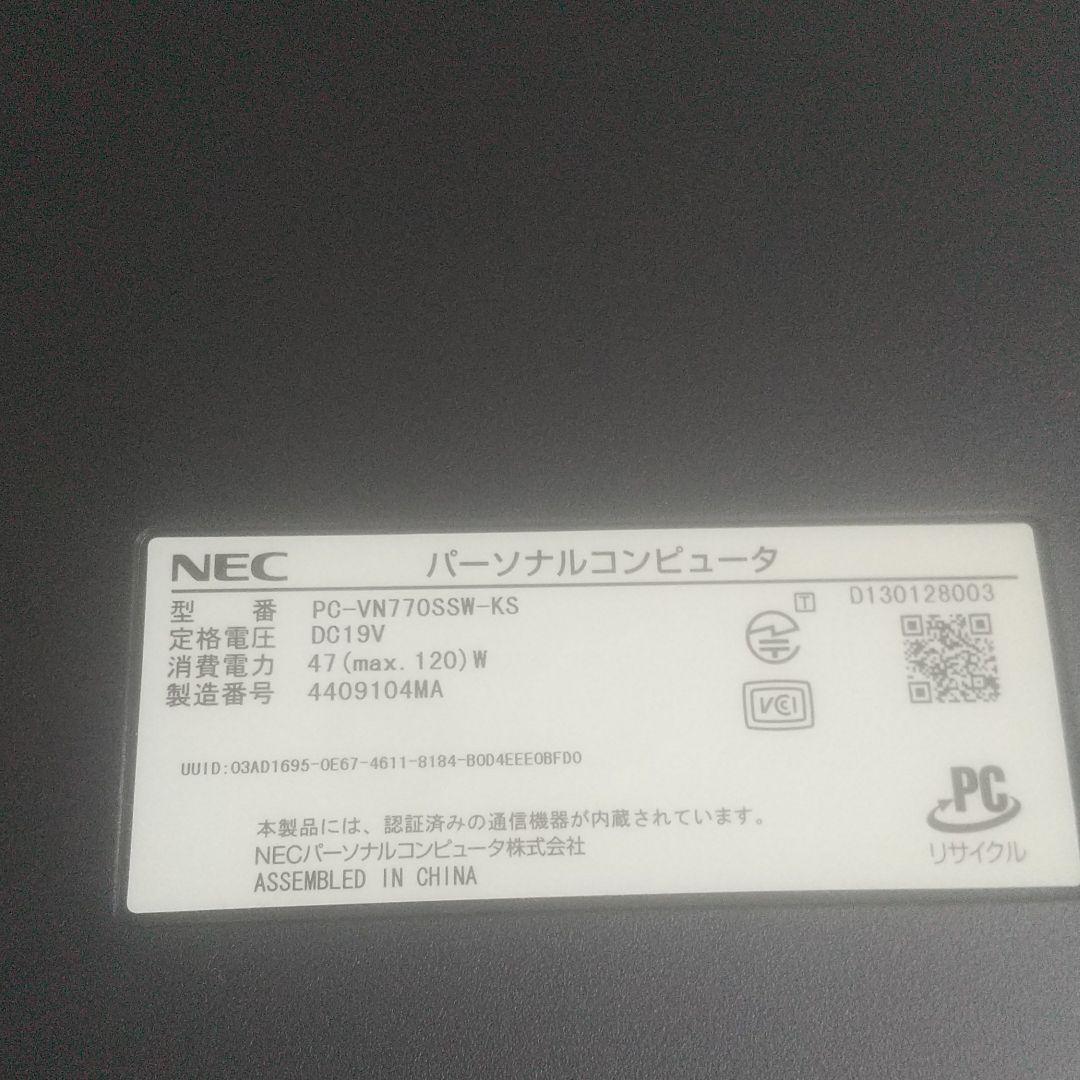 NEC パーソナルコンピュータ
型番 PC-VN770SSW-KS
定格電圧 DC19V
消費電力 47(max.120)W
製造番号 4409104MA
T
D130128003
VCCI
UUID:03AD1695-0E67-4611-8184-B0D4EEE0BFD0
本製品には、認証済みの通信機器が内蔵されています。
NECパーソナルコンピュータ株式会社
ASSEMBLED IN CHINA
PC
リサイクル